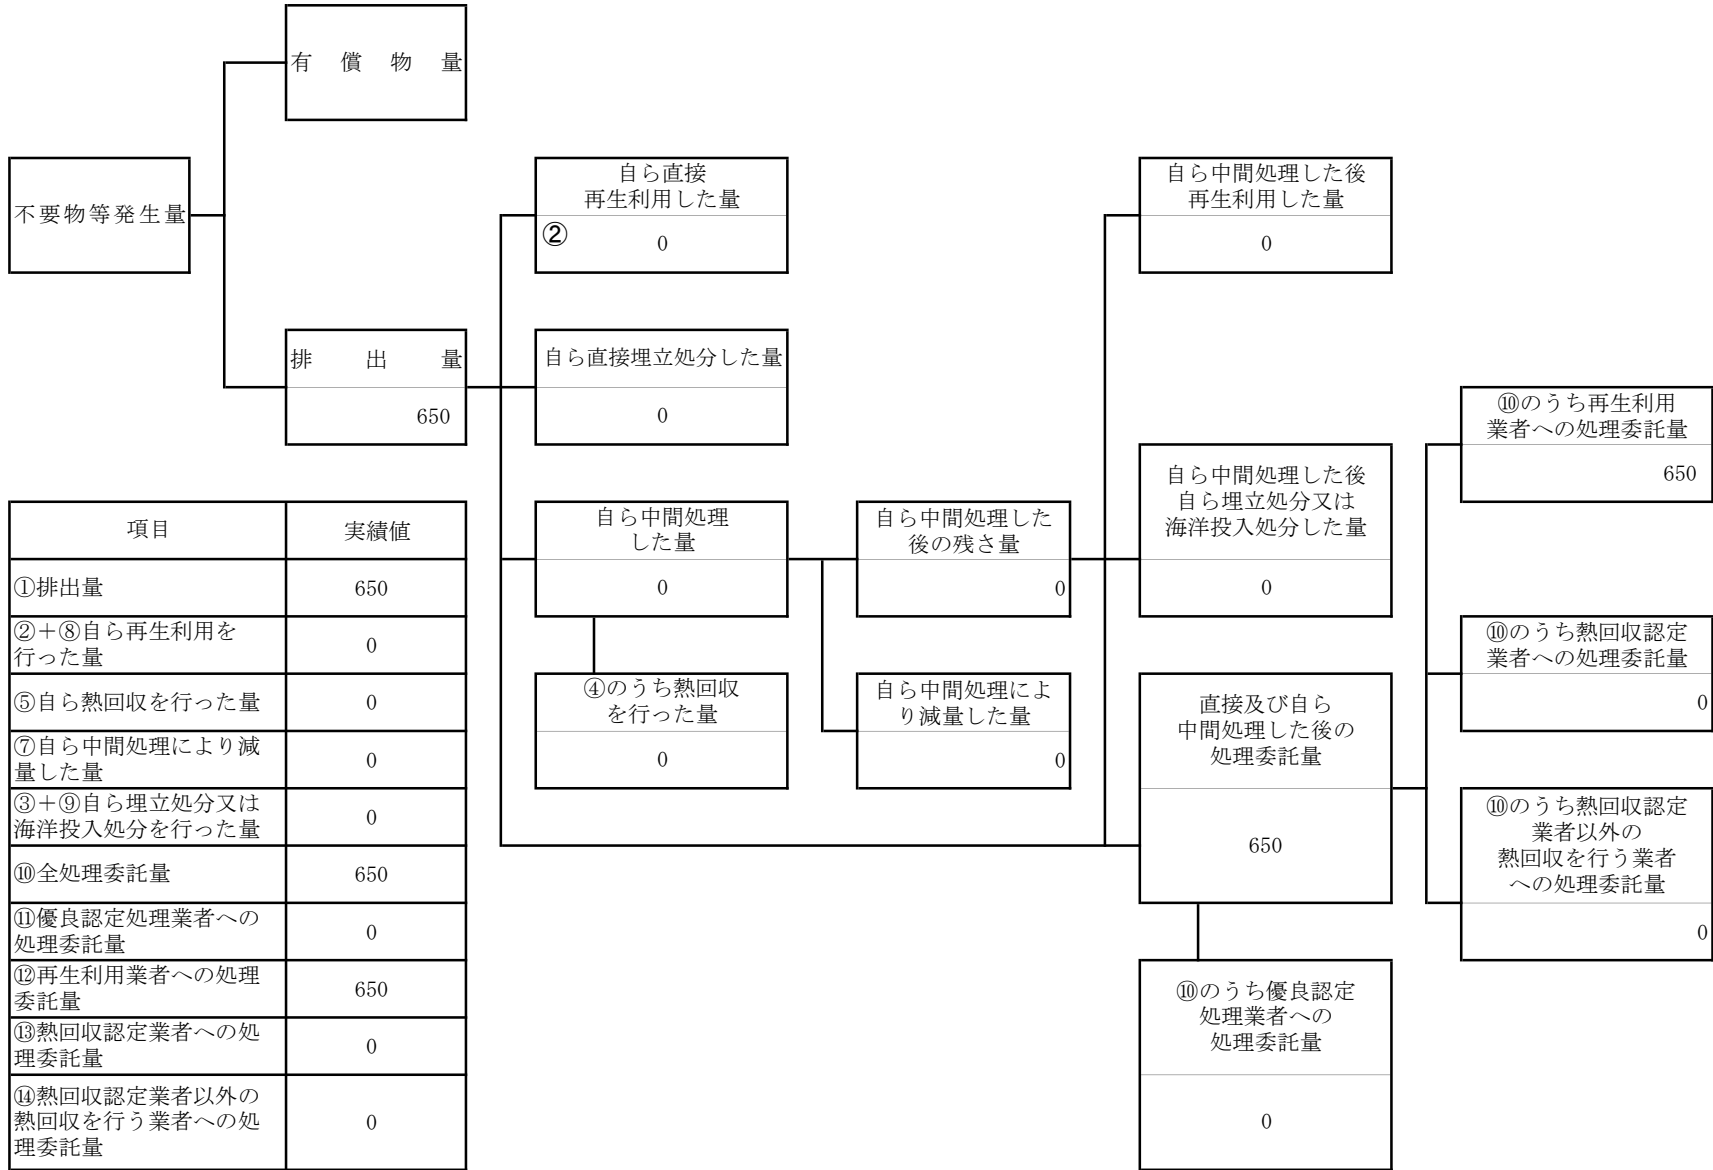 有償物量
不要物等発生量
自ら直接
再生利用した量
②
0
自ら中間処理した後
再生利用した量
0
排出量
650
自ら直接埋立処分した量
0
⑩のうち再生利用
業者への処理委託量
650
自ら中間処理
した量
0
自ら中間処理した
後の残さ量
0
自ら中間処理した後
自ら埋立処分又は
海洋投入処分した量
0
⑩のうち熱回収認定
業者への処理委託量
0
④のうち熱回収
を行った量
0
自ら中間処理によ
り減量した量
0
直接及び自ら
中間処理した後の
処理委託量
650
⑩のうち熱回収認定
業者以外の
熱回収を行う業者
への処理委託量
0
⑩のうち優良認定
処理業者への
処理委託量
0
項目 実績値
①排出量 650
②＋⑧自ら再生利用を
行った量 0
⑤自ら熱回収を行った量 0
⑦自ら中間処理により減
量した量 0
③＋⑨自ら埋立処分又は
海洋投入処分を行った量 0
⑩全処理委託量 650
⑪優良認定処理業者への
処理委託量 0
⑫再生利用業者への処理
委託量 650
⑬熱回収認定業者への処
理委託量 0
⑭熱回収認定業者以外の
熱回収を行う業者への処
理委託量 0